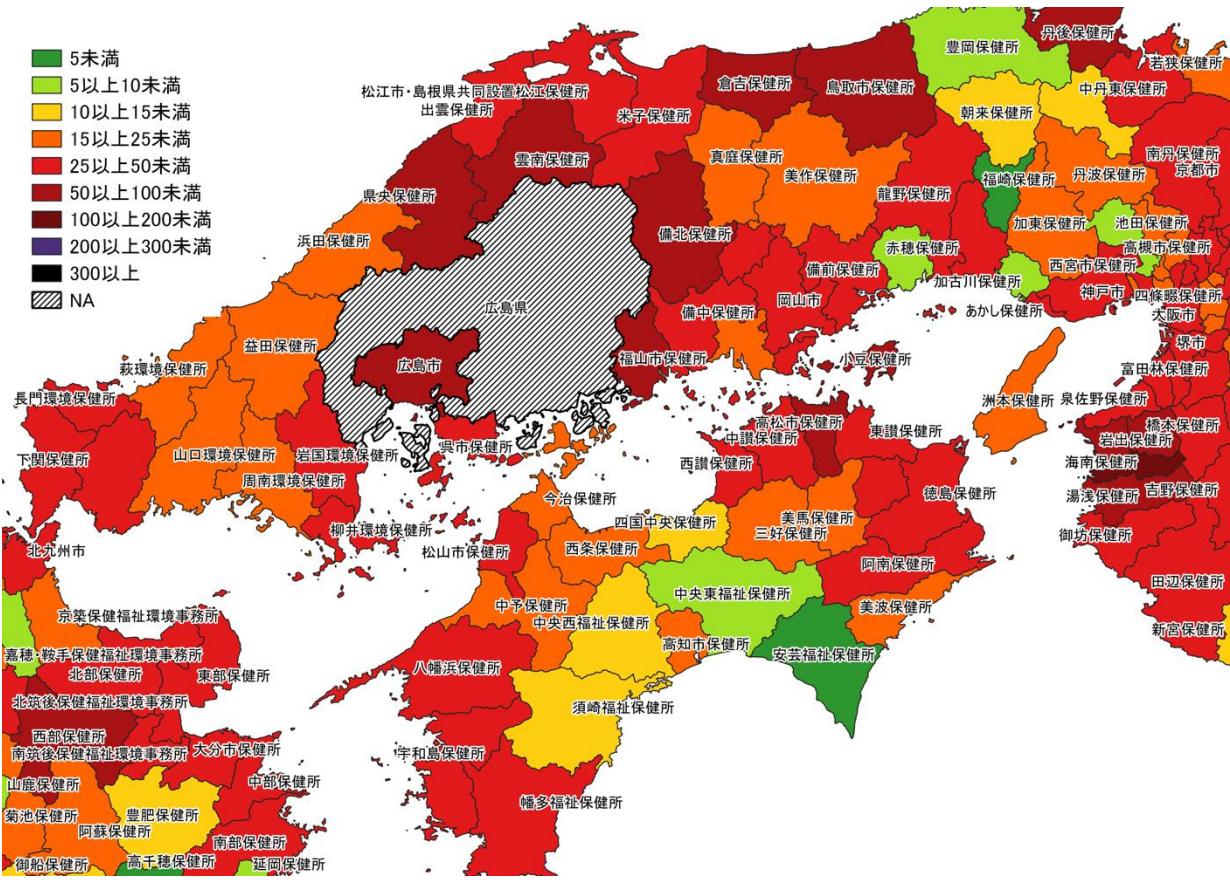 5未満
5以上10未満
10以上15未満
15以上25未満
25以上50未満
50以上100未満
100以上200未満
200以上300未満
300以上
NA
丹後保健所
豊岡保健所
若狭保健所
松江市・島根県共同設置松江保健所
倉吉保健所
鳥取市保健所
中丹東保健所
出雲保健所
米子保健所
朝来保健所
雲南保健所
真庭保健所
美作保健所
龍野保健所
福崎保健所
丹波保健所
南丹保健所
京都市
県央保健所
浜田保健所
備北保健所
赤穂保健所
加東保健所
池田保健所
高槻市保健所
西宮市保健所
備前保健所
加古川保健所
神戸市
四條畷保健所
岡山市
あかし保健所
大阪市
広島県
備中保健所
益田保健所
堺市
萩環境保健所
広島市
福山市保健所
小豆保健所
富田林保健所
長門環境保健所
洲本保健所
泉佐野保健所
高松市保健所
橋本保健所
中讃保健所
東讃保健所
岩出保健所
下関保健所
山口環境保健所
岩国環境保健所
呉市保健所
西讃保健所
海南保健所
周南環境保健所
徳島保健所
湯浅保健所
吉野保健所
今治保健所
四国中央保健所
美馬保健所
三好保健所
御坊保健所
柳井環境保健所
北九州市
松山市保健所
西条保健所
阿南保健所
田辺保健所
中央東福祉保健所
京築保健福祉環境事務所
中予保健所
美波保健所
中央西福祉保健所
新宮保健所
嘉穂・鞍手保健福祉環境事務所
高知市保健所
安芸福祉保健所
北部保健所
東部保健所
八幡浜保健所
北筑後保健福祉環境事務所
須崎福祉保健所
西部保健所
南筑後保健福祉環境事務所
大分市保健所
宇和島保健所
山鹿保健所
中部保健所
幡多福祉保健所
菊池保健所
豊肥保健所
阿蘇保健所
南部保健所
御船保健所
高千穂保健所
延岡保健所